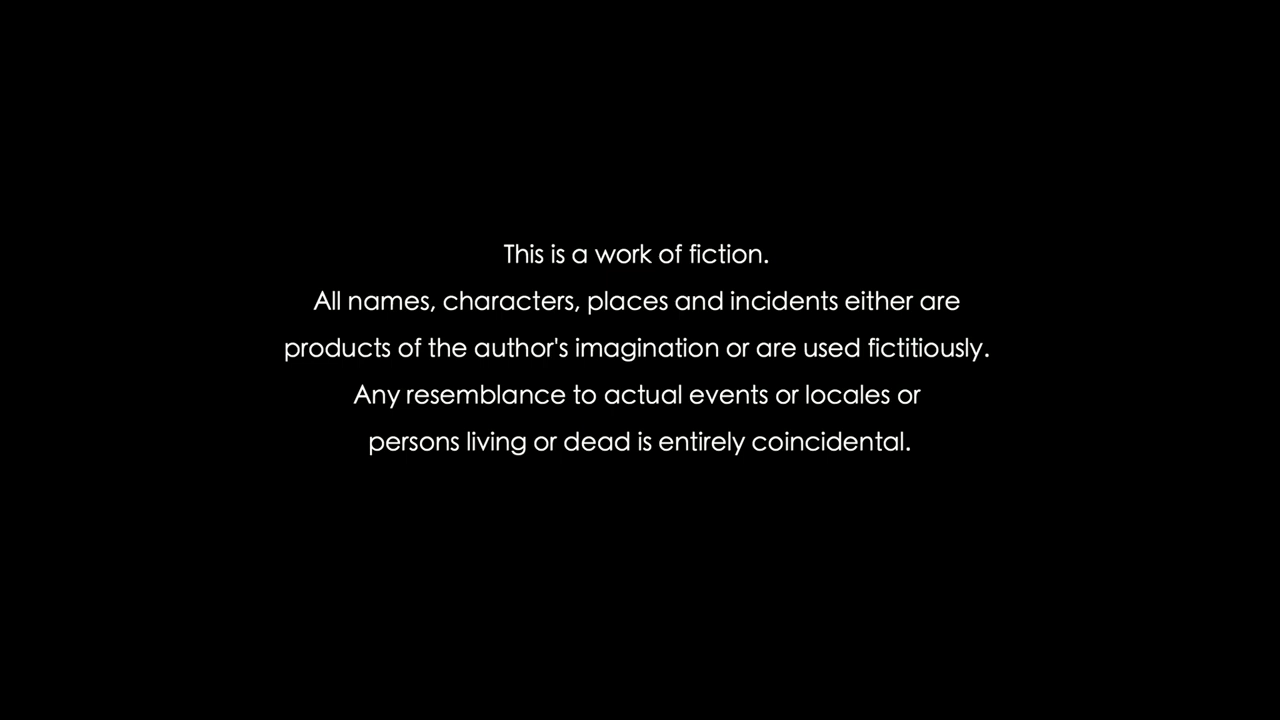 This is a work of fiction.
All names, characters, places and incidents either are
products of the author's imagination or are used fictitiously.
Any resemblance to actual events or locales or
persons living or dead is entirely coincidental.